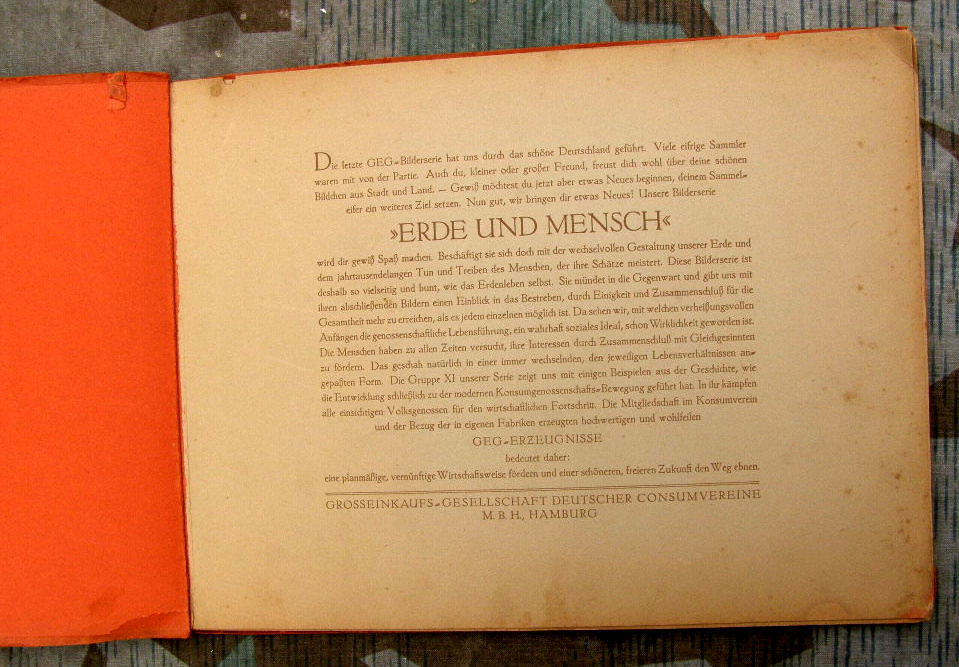 Die letzte GEG-Bilderserie hat uns durch das schöne Deutschland geführt. Viele eifrige Sammler
waren mit von der Partie. Auch du, kleiner oder großer Freund, freust dich wohl über deine schönen
Bildchen aus Stadt und Land. — Gewiß möchtest du jetzt aber etwas Neues beginnen, deinem Sammel-
eifer ein weiteres Ziel setzen. Nun gut, wir bringen dir etwas Neues! Unsere Bilderserie
»ERDE UND MENSCH«
wird dir gewiß Spaß machen. Beschäftigt sie sich doch mit der wechselvollen Gestaltung unserer Erde und
dem jahrtausendelangen Tun und Treiben des Menschen, der ihre Schätze meistert. Diese Bilderserie ist
deshalb so vielseitig und bunt, wie das Erdenleben selbst. Sie mündet in die Gegenwart und gibt uns mit
ihren abschließenden Bildern einen Einblick in das Bestreben, durch Einigkeit und Zusammenschluß für die
Gesamtheit mehr zu erreichen, als es jedem einzelnen möglich ist. Da sehen wir, mit welchen verheißungsvollen
Anfängen die genossenschaftliche Lebensführung, ein wahrhaft soziales Ideal, schon Wirklichkeit geworden ist.
Die Menschen haben zu allen Zeiten versucht, ihre Interessen durch Zusammenschluß mit Gleichgesinnten
zu fördern. Das geschah natürlich in einer immer wechselnden, den jeweiligen Lebensverhältnissen an-
gepaßten Form. Die Gruppe XI unserer Serie zeigt uns mit einigen Beispielen aus der Geschichte, wie
die Entwicklung schließlich zu der modernen Konsumgenossenschafts-Bewegung geführt hat. In ihr kämpfen
alle einsichtigen Volksgenossen für den wirtschaftlichen Fortschritt. Die Mitgliedschaft im Konsumverein
und der Bezug der in eigenen Fabriken erzeugten hochwertigen und wohlfeilen
GEG-ERZEUGNISSE
bedeutet daher:
eine planmäßige, vernünftige Wirtschaftsweise fördern und einer schöneren, freieren Zukunft den Weg ebnen.
GROSSEINKAUFS-GESELLSCHAFT DEUTSCHER CONSUMVEREINE
M. B. H., HAMBURG